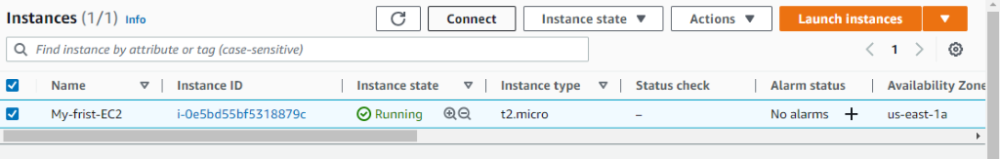 Instances (1/1) Info Connect Instance state Actions Launch instances
Find instance by attribute or tag (case-sensitive) 1
Name Instance ID Instance state Instance type Status check Alarm status Availability Zone
My-frist-EC2 i-0e5bd55bf5318879c Running t2.micro – No alarms + us-east-1a